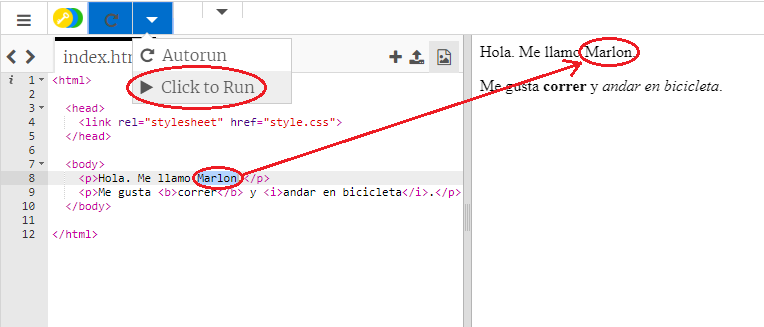 index.htm
Autorun
Click to Run
i 1 <html>
2
3 <head>
4 <link rel="stylesheet" href="style.css">
5 </head>
6
7 <body>
8 <p>Hola. Me llamo Marlon.</p>
9 <p>Me gusta <b>correr</b> y <i>andar en bicicleta</i>.</p>
10 </body>
11
12 </html>
Hola. Me llamo Marlon.
Me gusta correr y andar en bicicleta.